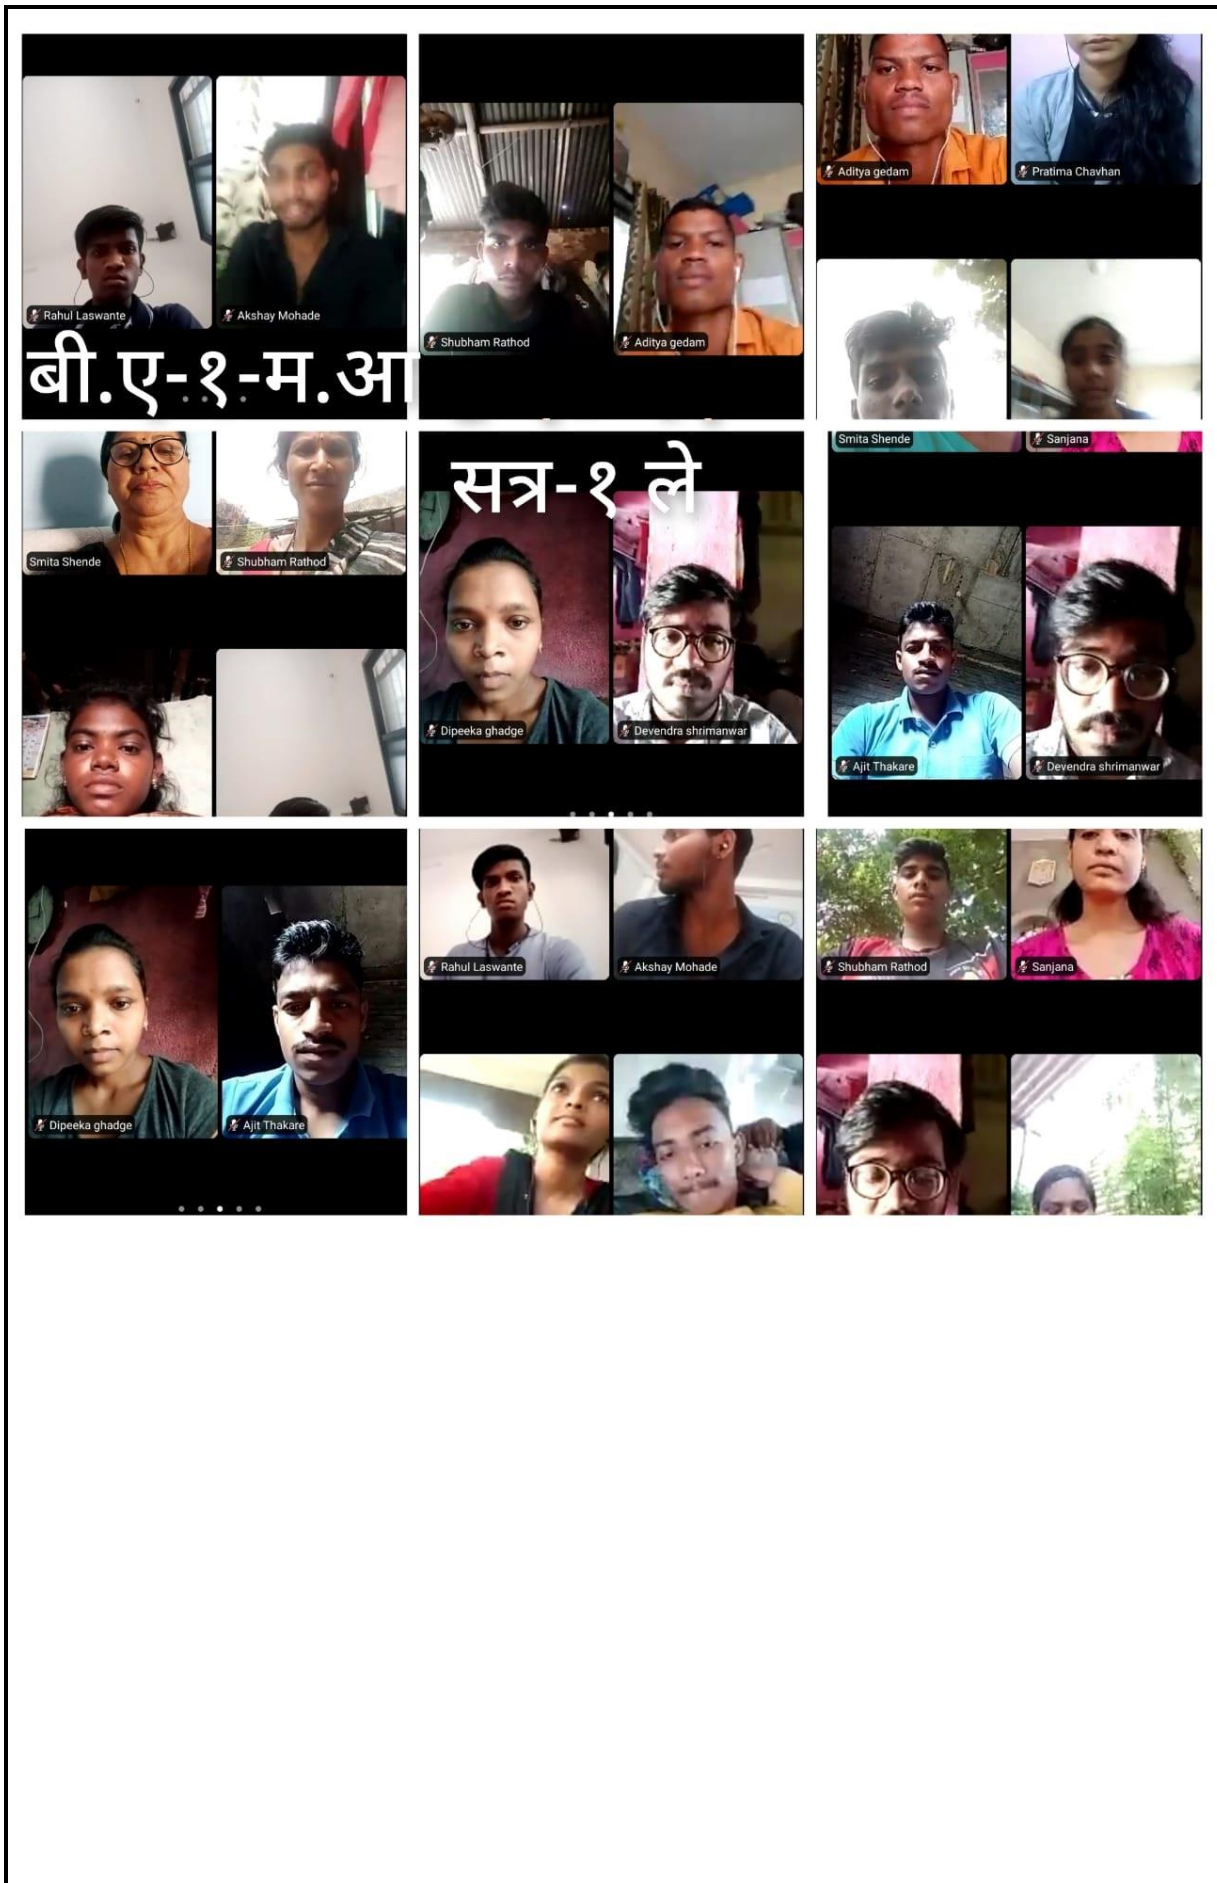 Aditya gedam
Pratima Chavhan
Rahul Laswante
Akshay Mohade
Shubham Rathod
Aditya gedam
बी.ए-१-म.आ
Smita Shende
Sanjana
सत्र-१ ले
Smita Shende
Shubham Rathod
Dipeeka ghadge
Devendra shrimanwar
Ajit Thakare
Devendra shrimanwar
Rahul Laswante
Akshay Mohade
Shubham Rathod
Sanjana
Dipeeka ghadge
Ajit Thakare